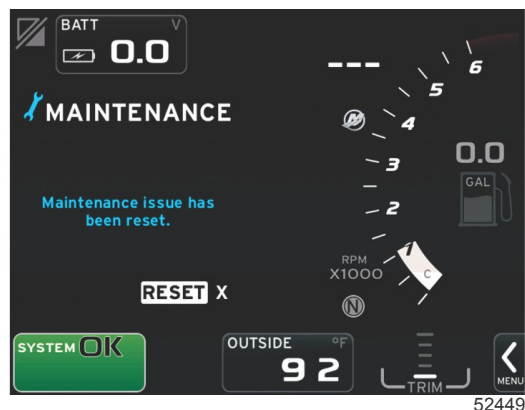 BATT V
0.0
MAINTENANCE
Maintenance issue has
been reset.
RESET X
SYSTEM OK
OUTSIDE °F
92
---
6
5
4
3
2
1
RPM
X1000
C
N
0.0
GAL
TRIM
MENU
52449